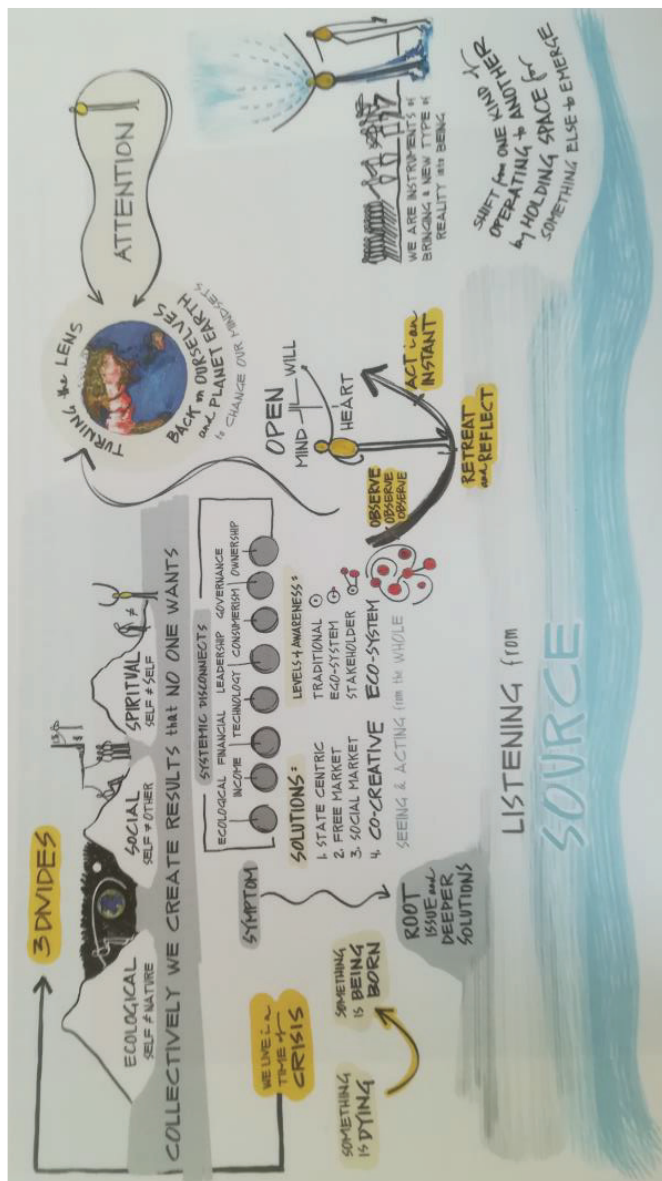 3 DIVIDES
ECOLOGICAL
SELF ≠ NATURE
SOCIAL
SELF ≠ OTHER
SPIRITUAL
SELF ≠ SELF
COLLECTIVELY WE CREATE RESULTS that NO ONE WANTS
WE LIVE in a
TIME of
CRISIS
SOMETHING
IS DYING
SOMETHING
IS BEING
BORN
SYMPTOM
ROOT
ISSUE and
DEEPER
SOLUTIONS
SYSTEMIC DISCONNECTS
ECOLOGICAL FINANCIAL LEADERSHIP GOVERNANCE
INCOME TECHNOLOGY CONSUMERISM OWNERSHIP
SOLUTIONS:
1. STATE CENTRIC
2. FREE MARKET
3. SOCIAL MARKET
4. CO-CREATIVE
LEVELS of AWARENESS:
TRADITIONAL
EGO-SYSTEM
STAKEHOLDER
ECO-SYSTEM
SEEING & ACTING from the WHOLE
TURNING the LENS
BACK on OURSELVES
and PLANET EARTH
to CHANGE OUR MINDSETS
ATTENTION
OPEN
MIND
WILL
HEART
OBSERVE
OBSERVE
OBSERVE
RETREAT
and REFLECT
ACT in an
INSTANT
WE ARE INSTRUMENTS of
BRINGING a NEW TYPE of
REALITY into BEING
SHIFT from ONE KIND of
OPERATING to ANOTHER
by HOLDING SPACE for
SOMETHING ELSE to EMERGE
LISTENING from
SOURCE